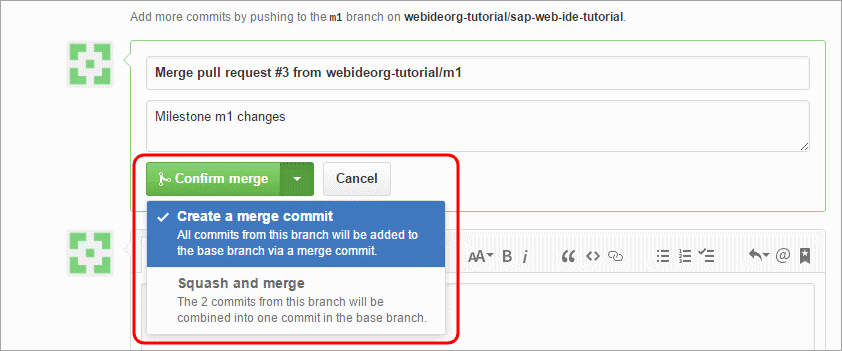 Add more commits by pushing to the m1 branch on webideorg-tutorial/sap-web-ide-tutorial.
Merge pull request #3 from webideorg-tutorial/m1
Milestone m1 changes
Confirm merge
Cancel
Create a merge commit
All commits from this branch will be added to
the base branch via a merge commit.
AA B i “ <> @
Squash and merge
The 2 commits from this branch will be
combined into one commit in the base branch.